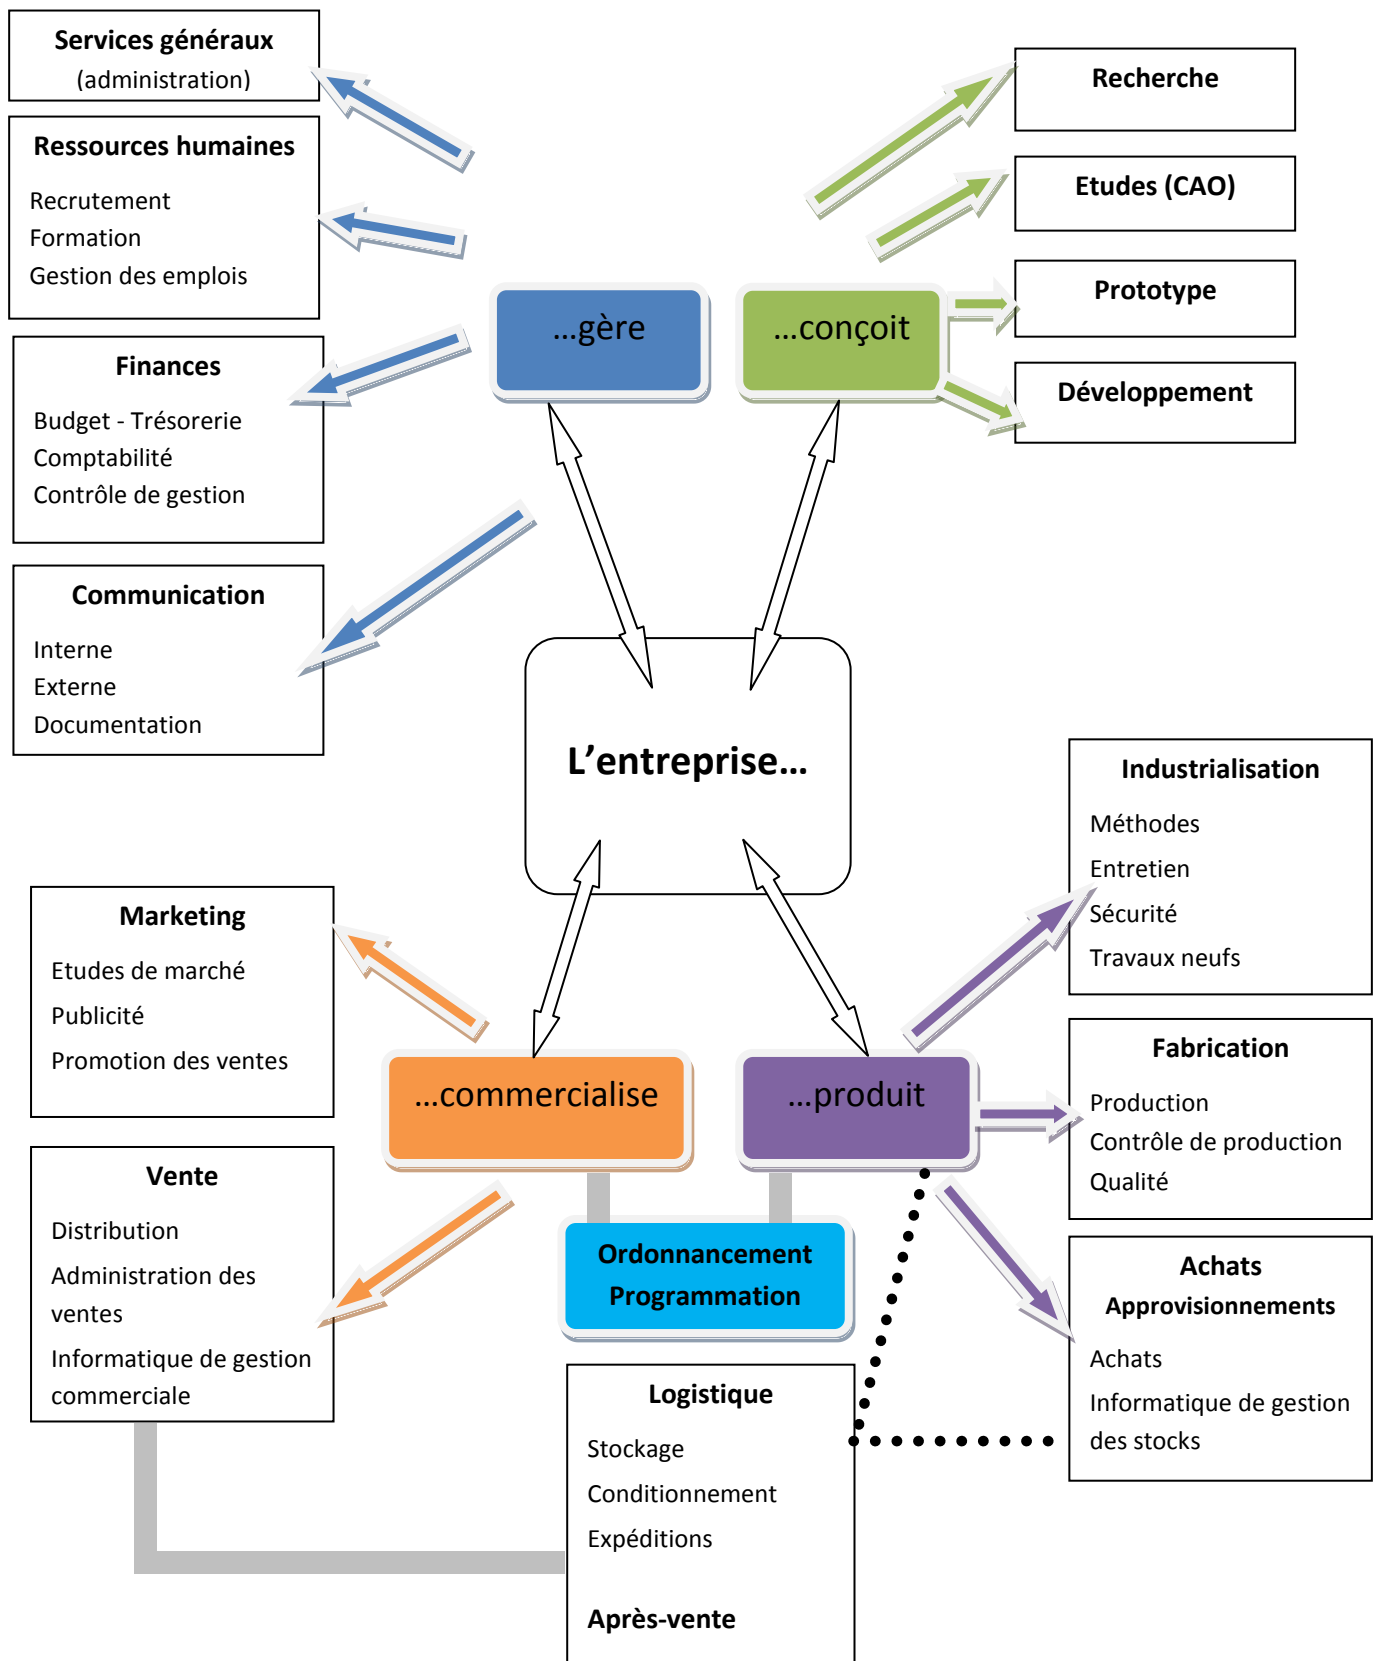 Services généraux
(administration)
Ressources humaines
Recrutement
Formation
Gestion des emplois
Finances
Budget - Trésorerie
Comptabilité
Contrôle de gestion
Communication
Interne
Externe
Documentation
...gère
...conçoit
Recherche
Etudes (CAO)
Prototype
Développement
L’entreprise...
Marketing
Etudes de marché
Publicité
Promotion des ventes
Vente
Distribution
Administration des
ventes
Informatique de gestion
commerciale
...commercialise
...produit
Ordonnancement
Programmation
Industrialisation
Méthodes
Entretien
Sécurité
Travaux neufs
Fabrication
Production
Contrôle de production
Qualité
Achats
Approvisionnements
Achats
Informatique de gestion
des stocks
Logistique
Stockage
Conditionnement
Expéditions
Après-vente